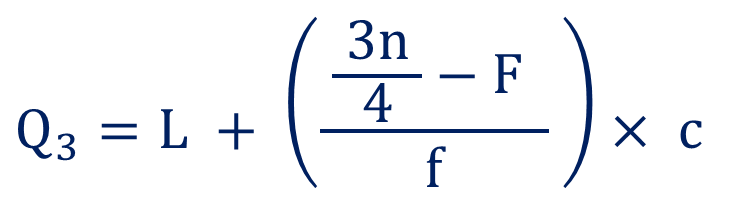 Q₃ = L + ( (3n/4 − F) / f ) × c